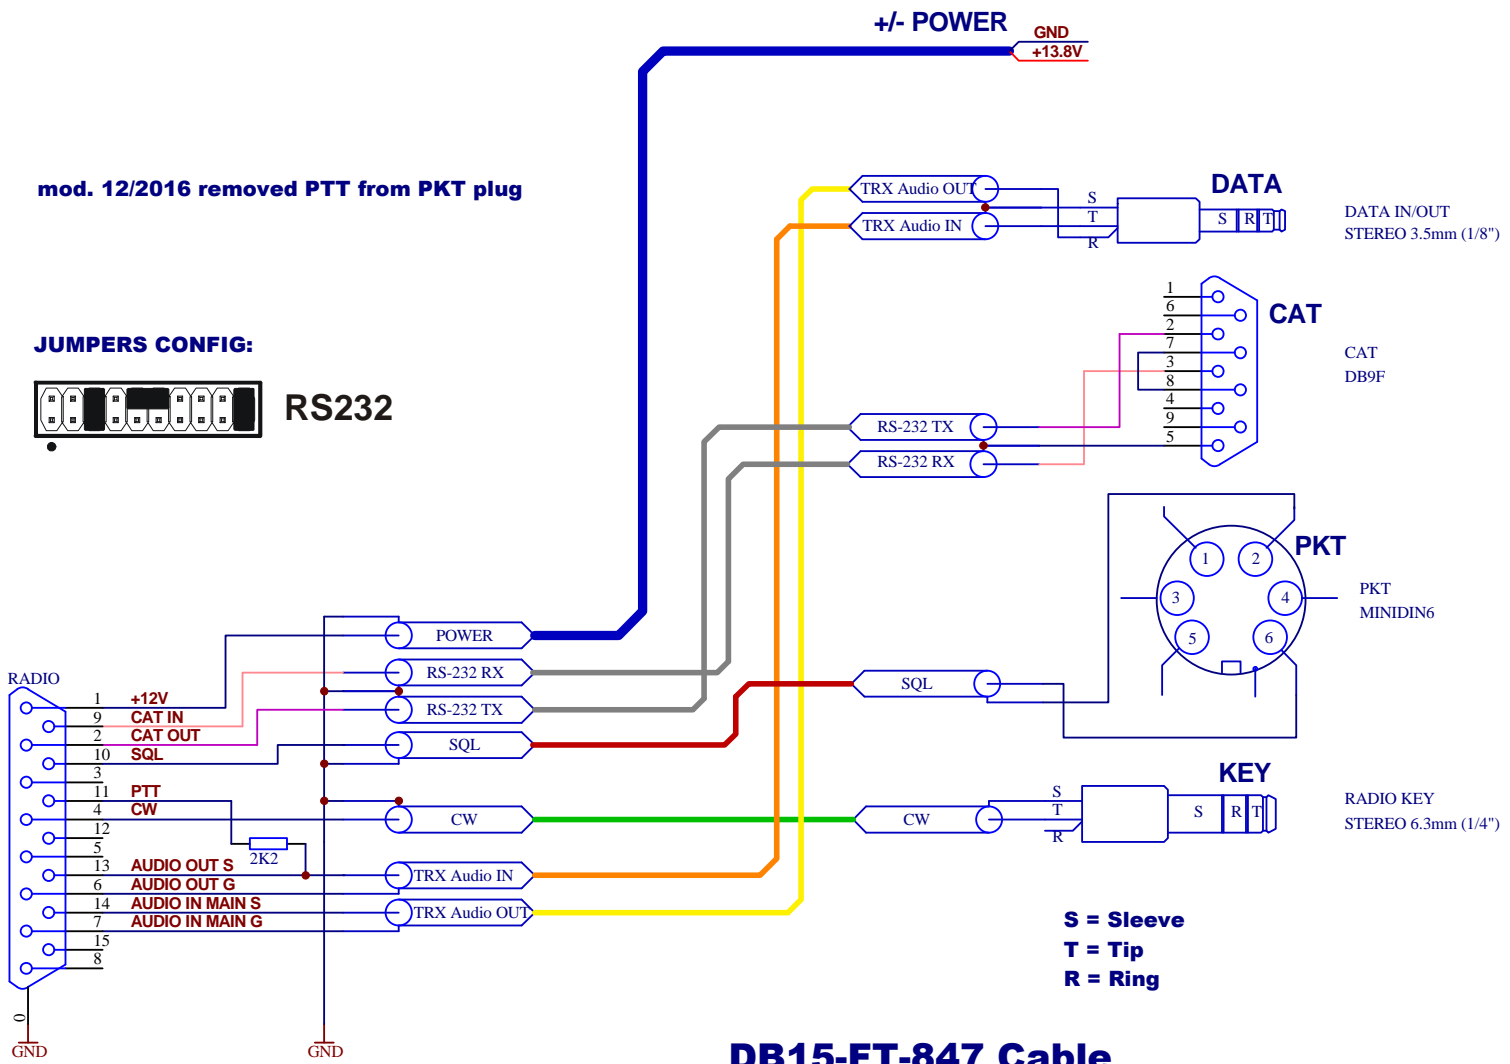 +/- POWER
GND
+13.8V
mod. 12/2016 removed PTT from PKT plug
TRX Audio OUT
TRX Audio IN
S
T
R
DATA
S R T
DATA IN/OUT
STEREO 3.5mm (1/8")
JUMPERS CONFIG:
RS232
1
6
2
7
3
8
4
9
5
CAT
CAT
DB9F
RS-232 TX
RS-232 RX
PKT
1
2
3
4
5
6
PKT
MINIDIN6
POWER
RS-232 RX
RS-232 TX
SQL
SQL
CW
TRX Audio IN
TRX Audio OUT
RADIO
1 +12V
9 CAT IN
2 CAT OUT
10 SQL
3
11 PTT
4 CW
12
5
13 AUDIO OUT S
6 AUDIO OUT G
14 AUDIO IN MAIN S
7 AUDIO IN MAIN G
15
8
2K2
0
GND
GND
CW
S
T
R
KEY
S R T
RADIO KEY
STEREO 6.3mm (1/4")
S = Sleeve
T = Tip
R = Ring
DB15-FT-847 Cable